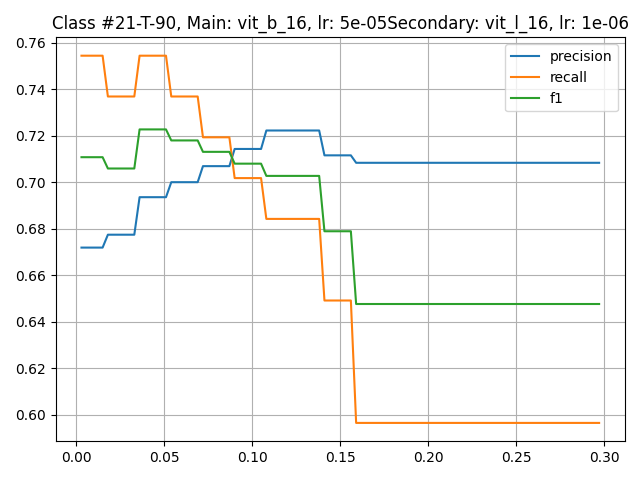 Class #21-T-90, Main: vit_b_16, lr: 5e-05Secondary: vit_l_16, lr: 1e-06
0.76
0.74
0.72
0.70
0.68
0.66
0.64
0.62
0.60
precision
recall
f1
0.00 0.05 0.10 0.15 0.20 0.25 0.30